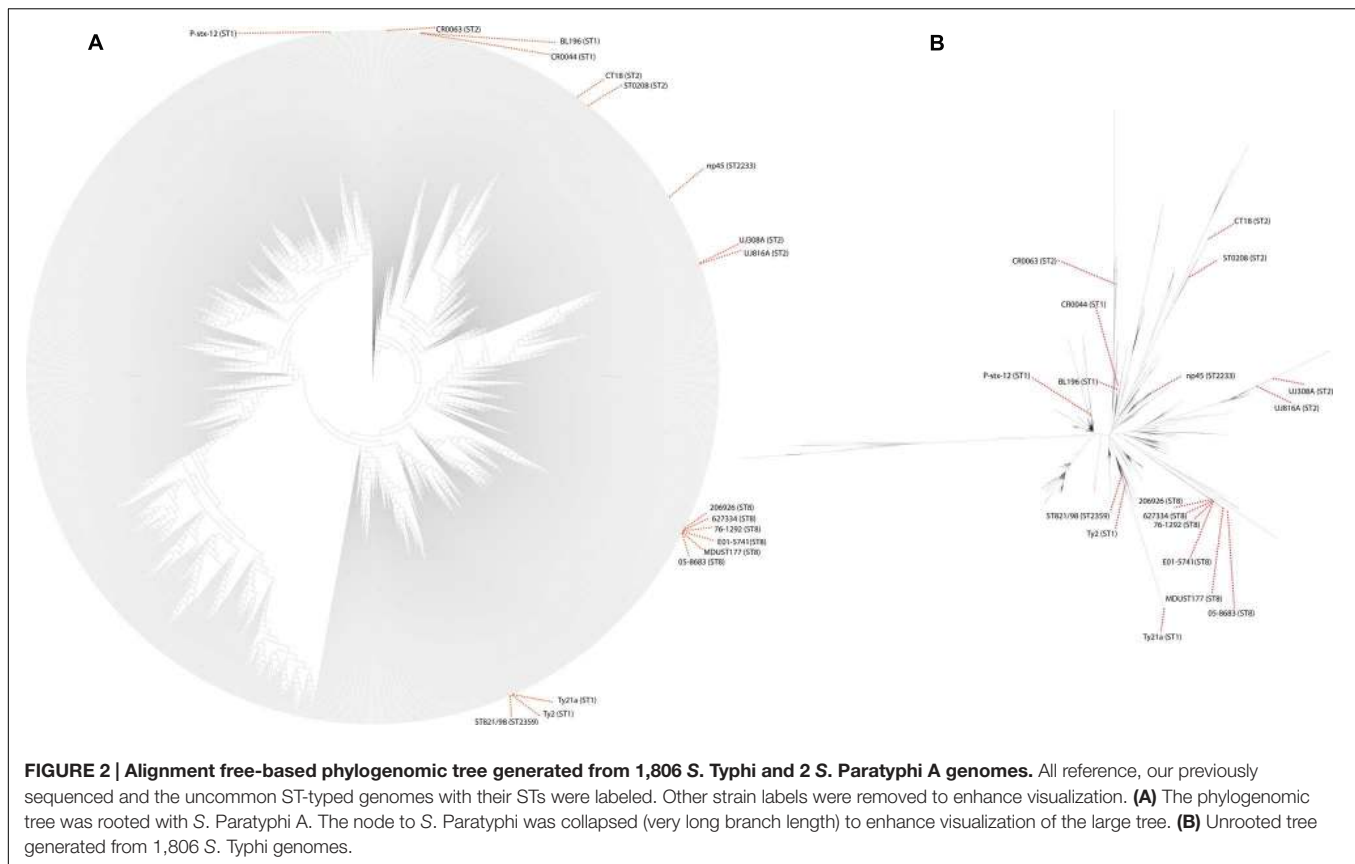 A
P-stx-12 (ST1)
CR0063 (ST2)
BL196 (ST1)
CR0044 (ST1)
CT18 (ST2)
ST0208 (ST2)
np45 (ST2233)
UJ308A (ST2)
UJ816A (ST2)
206926 (ST8)
627334 (ST8)
76-1292 (ST8)
E01-5741(ST8)
MDUST177 (ST8)
05-8683 (ST8)
Ty21a (ST1)
Ty2 (ST1)
ST821/98 (ST2359)
B
CT18 (ST2)
ST0208 (ST2)
CR0063 (ST2)
CR0044 (ST1)
P-stx-12 (ST1)
BL196 (ST1)
np45 (ST2233)
UJ308A (ST2)
UJ816A (ST2)
206926 (ST8)
627334 (ST8)
76-1292 (ST8)
ST821/98 (ST2359)
Ty2 (ST1)
E01-5741(ST8)
MDUST177 (ST8)
05-8683 (ST8)
Ty21a (ST1)
FIGURE 2 | Alignment free-based phylogenomic tree generated from 1,806 S. Typhi and 2 S. Paratyphi A genomes. All reference, our previously
sequenced and the uncommon ST-typed genomes with their STs were labeled. Other strain labels were removed to enhance visualization. (A) The phylogenomic
tree was rooted with S. Paratyphi A. The node to S. Paratyphi was collapsed (very long branch length) to enhance visualization of the large tree. (B) Unrooted tree
generated from 1,806 S. Typhi genomes.